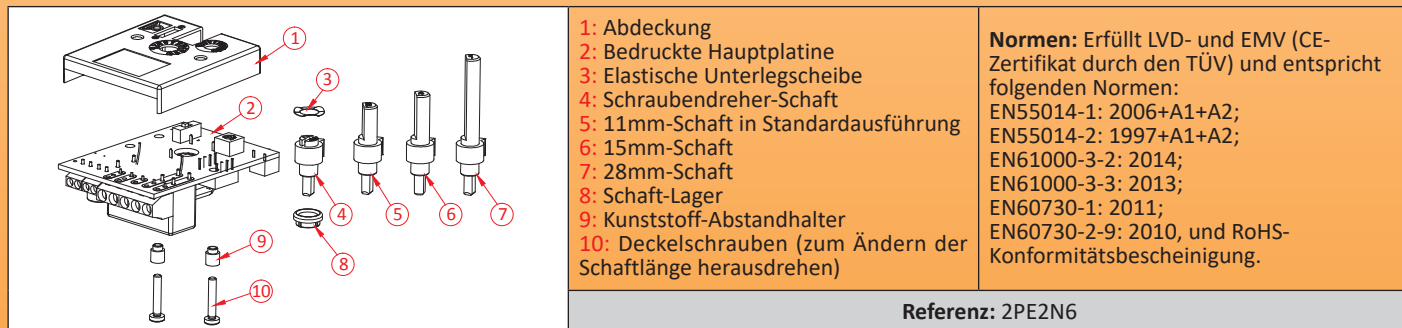 1
2
3
4
5
6
7
8
9
10
1: Abdeckung
2: Bedruckte Hauptplatine
3: Elastische Unterlegscheibe
4: Schraubendreher-Schaft
5: 11mm-Schaft in Standardausführung
6: 15mm-Schaft
7: 28mm-Schaft
8: Schaft-Lager
9: Kunststoff-Abstandhalter
10: Deckelschrauben (zum Ändern der
Schaftlänge herausdrehen)
Normen: Erfüllt LVD- und EMV (CE-
Zertifikat durch den TÜV) und entspricht
folgenden Normen:
EN55014-1: 2006+A1+A2;
EN55014-2: 1997+A1+A2;
EN61000-3-2: 2014;
EN61000-3-3: 2013;
EN60730-1: 2011;
EN60730-2-9: 2010, und RoHS-
Konformitätsbescheinigung.
Referenz: 2PE2N6